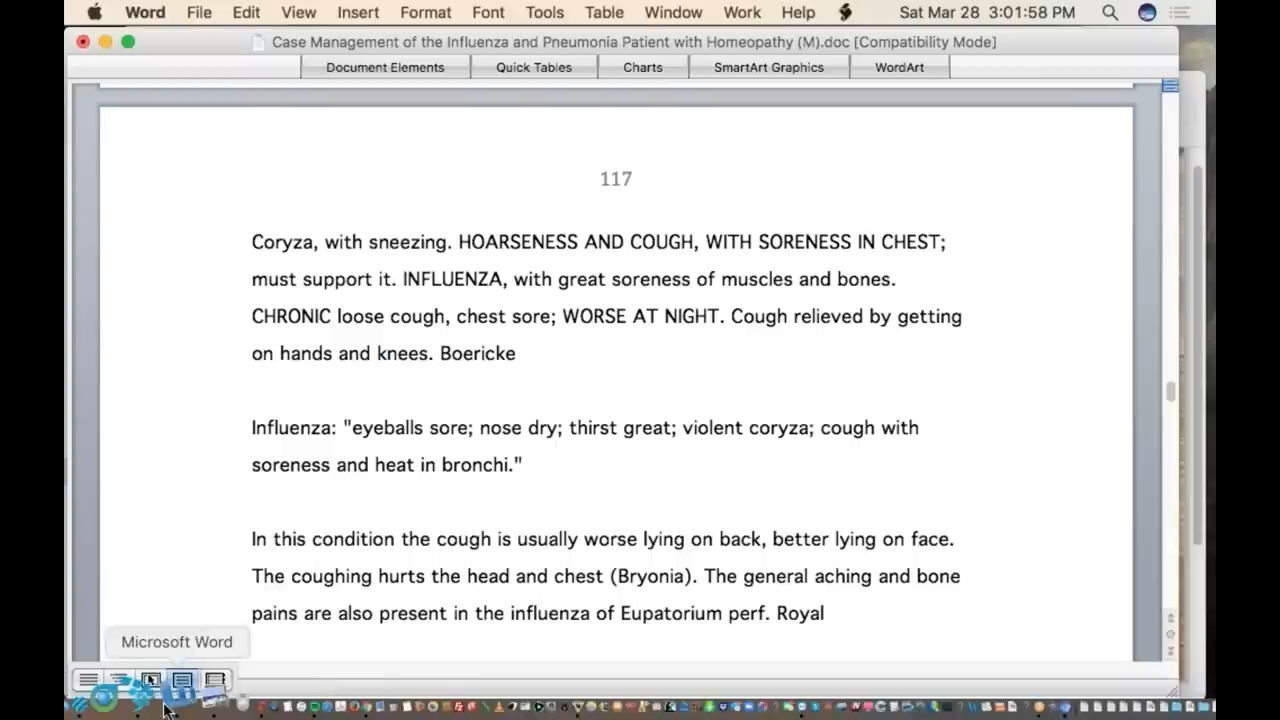 Word File Edit View Insert Format Font Tools Table Window Work Help Sat Mar 28 3:01:58 PM
Case Management of the Influenza and Pneumonia Patient with Homeopathy (M).doc [Compatibility Mode]
Document Elements Quick Tables Charts SmartArt Graphics WordArt
117
Coryza, with sneezing. HOARSENESS AND COUGH, WITH SORENESS IN CHEST;
must support it. INFLUENZA, with great soreness of muscles and bones.
CHRONIC loose cough, chest sore; WORSE AT NIGHT. Cough relieved by getting
on hands and knees. Boericke
Influenza: "eyeballs sore; nose dry; thirst great; violent coryza; cough with
soreness and heat in bronchi."
In this condition the cough is usually worse lying on back, better lying on face.
The coughing hurts the head and chest (Bryonia). The general aching and bone
pains are also present in the influenza of Eupatorium perf. Royal
Microsoft Word